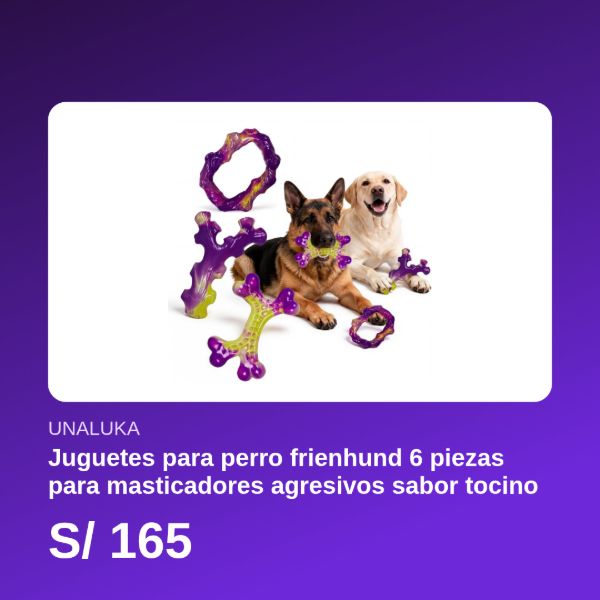 UNALUKA
Juguetes para perro frienhund 6 piezas
para masticadores agresivos sabor tocino
S/ 165